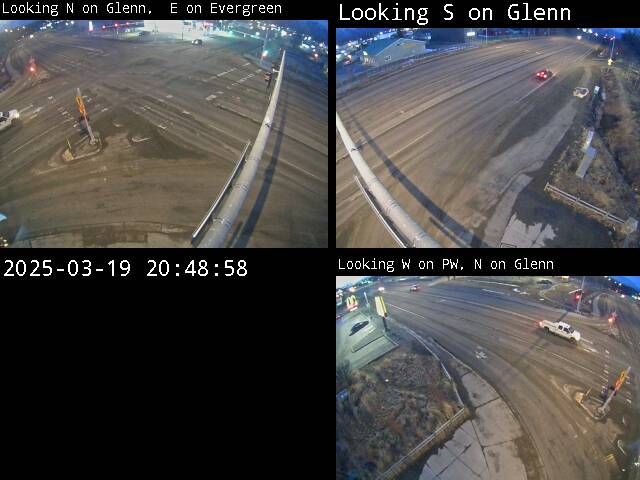 Looking N on Glenn,  E on Evergreen
Looking S on Glenn
2025-03-19 20:48:58
Looking W on PW, N on Glenn